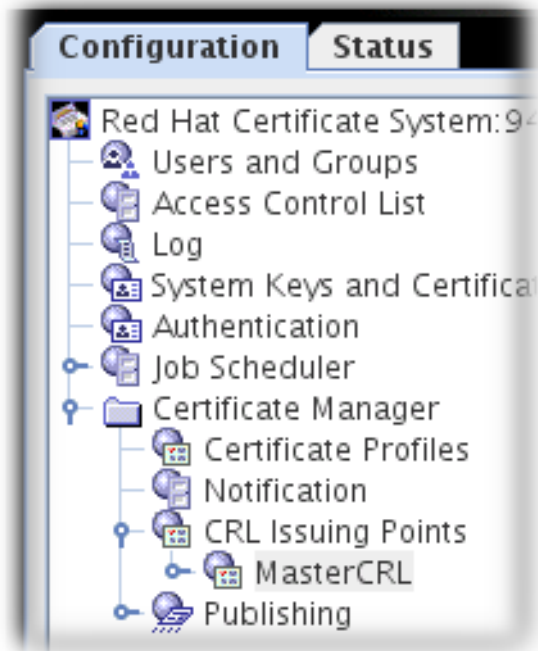 Configuration Status
Red Hat Certificate System:94
Users and Groups
Access Control List
Log
System Keys and Certificat
Authentication
Job Scheduler
Certificate Manager
Certificate Profiles
Notification
CRL Issuing Points
MasterCRL
Publishing